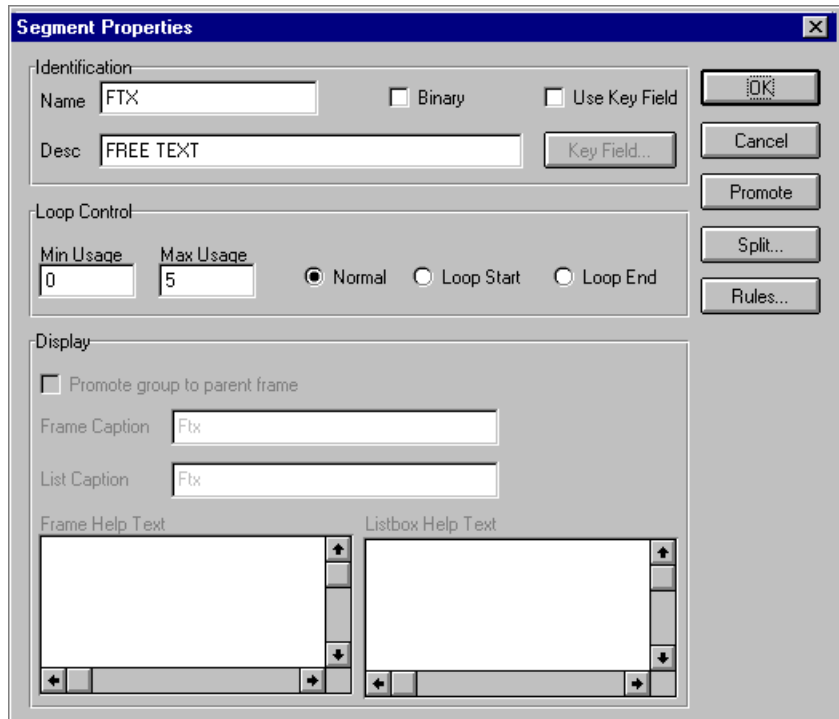 Segment Properties
Identification
Name FTX Binary Use Key Field
Desc FREE TEXT Key Field...
OK
Cancel
Promote
Split...
Rules...
Loop Control
Min Usage Max Usage
0 5 Normal Loop Start Loop End
Display
Promote group to parent frame
Frame Caption Ftx
List Caption Ftx
Frame Help Text Listbox Help Text